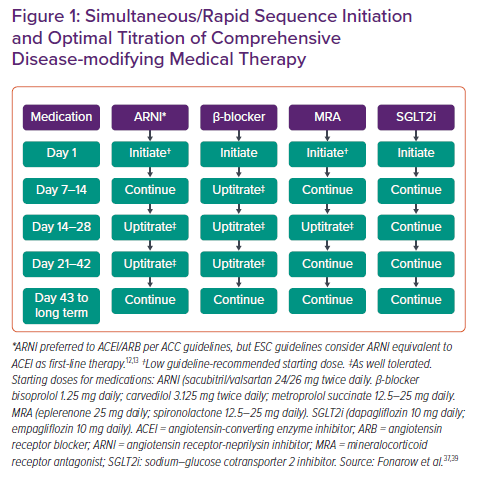 Figure 1: Simultaneous/Rapid Sequence Initiation
and Optimal Titration of Comprehensive
Disease-modifying Medical Therapy
Medication ARNI* β-blocker MRA SGLT2i
Day 1 Initiate† Initiate Initiate† Initiate
Day 7–14 Continue Uptitrate‡ Continue Continue
Day 14–28 Uptitrate‡ Uptitrate‡ Uptitrate‡ Continue
Day 21–42 Uptitrate‡ Uptitrate‡ Continue Continue
Day 43 to
long term Continue Continue Continue Continue
*ARNI preferred to ACEI/ARB per ACC guidelines, but ESC guidelines consider ARNI equivalent to
ACEI as first-line therapy.12,13 †Low guideline-recommended starting dose. ‡As well tolerated.
Starting doses for medications: ARNI (sacubitril/valsartan 24/26 mg twice daily. β-blocker
bisoprolol 1.25 mg daily; carvedilol 3.125 mg twice daily; metroprolol succinate 12.5–25 mg daily.
MRA (eplerenone 25 mg daily; spironolactone 12.5–25 mg daily). SGLT2i (dapagliflozin 10 mg daily;
empagliflozin 10 mg daily). ACEI = angiotensin-converting enzyme inhibitor; ARB = angiotensin
receptor blocker; ARNI = angiotensin receptor-neprilysin inhibitor; MRA = mineralocorticoid
receptor antagonist; SGLT2i: sodium–glucose cotransporter 2 inhibitor. Source: Fonarow et al.37,39